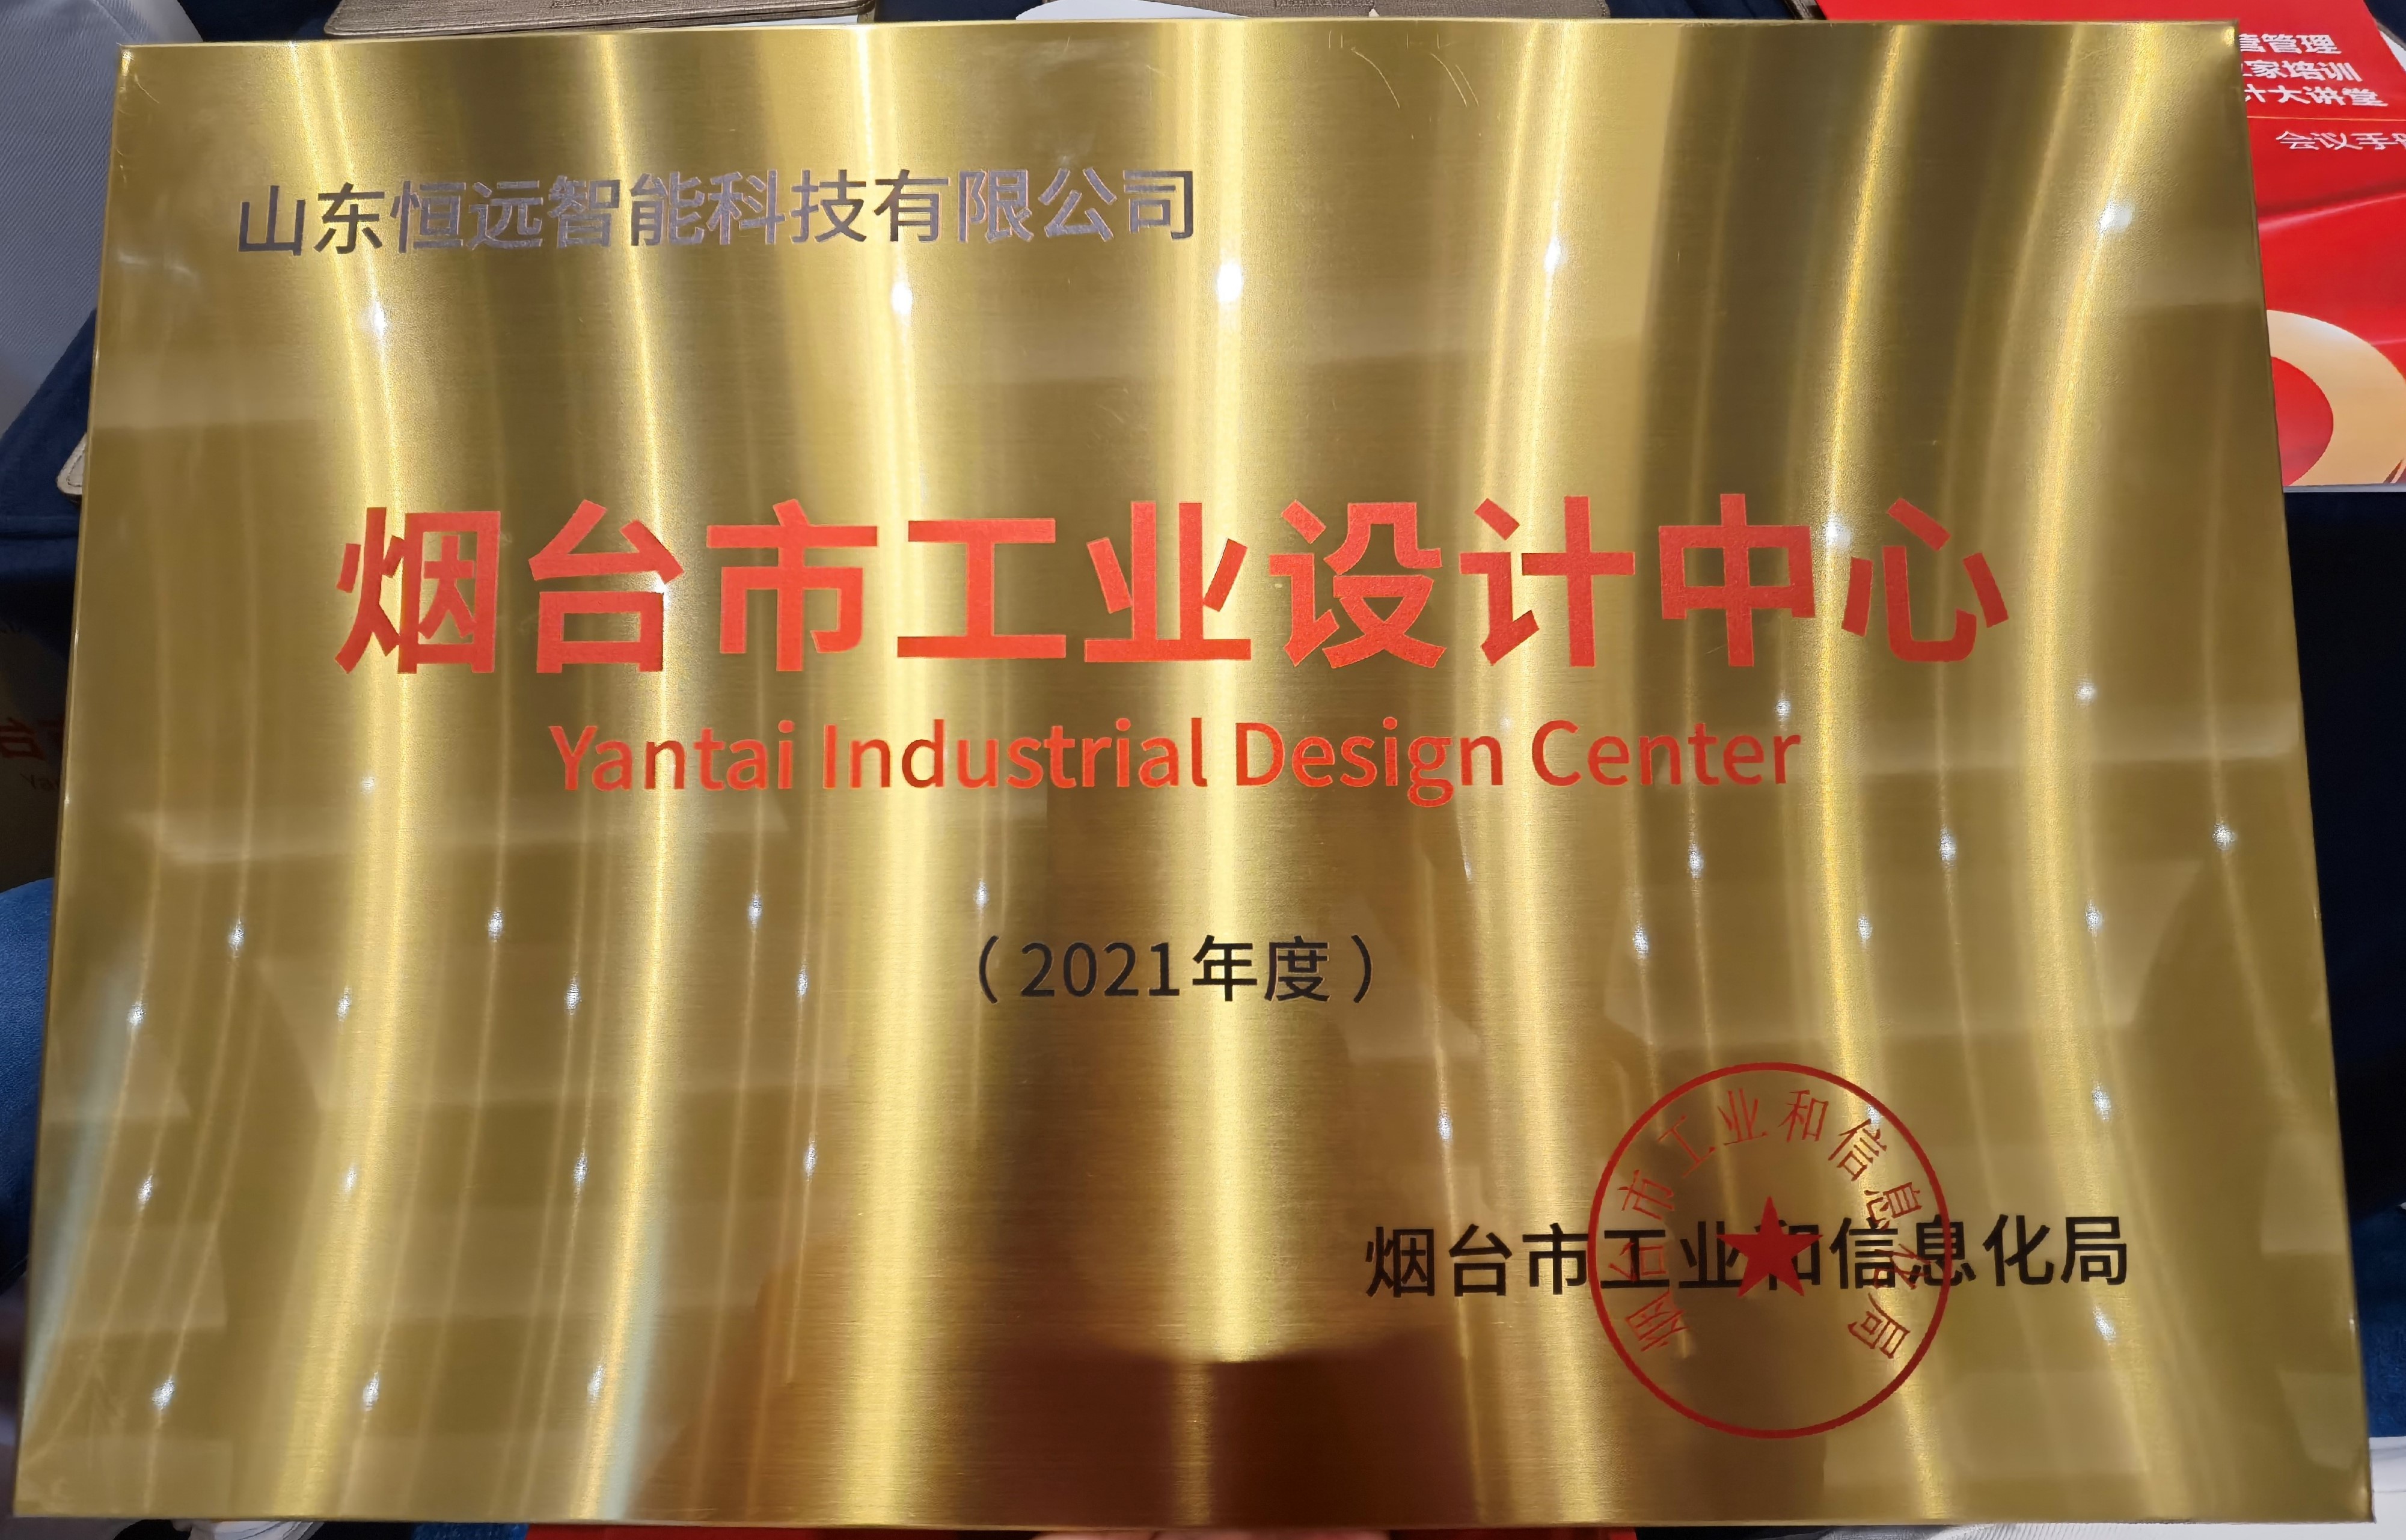 山东恒远智能科技有限公司
烟台市工业设计中心
Yantai Industrial Design Center
（2021年度）
烟台市工业和信息化局
烟台市工业和信息化局
管理
家培训
计大讲堂
会议手